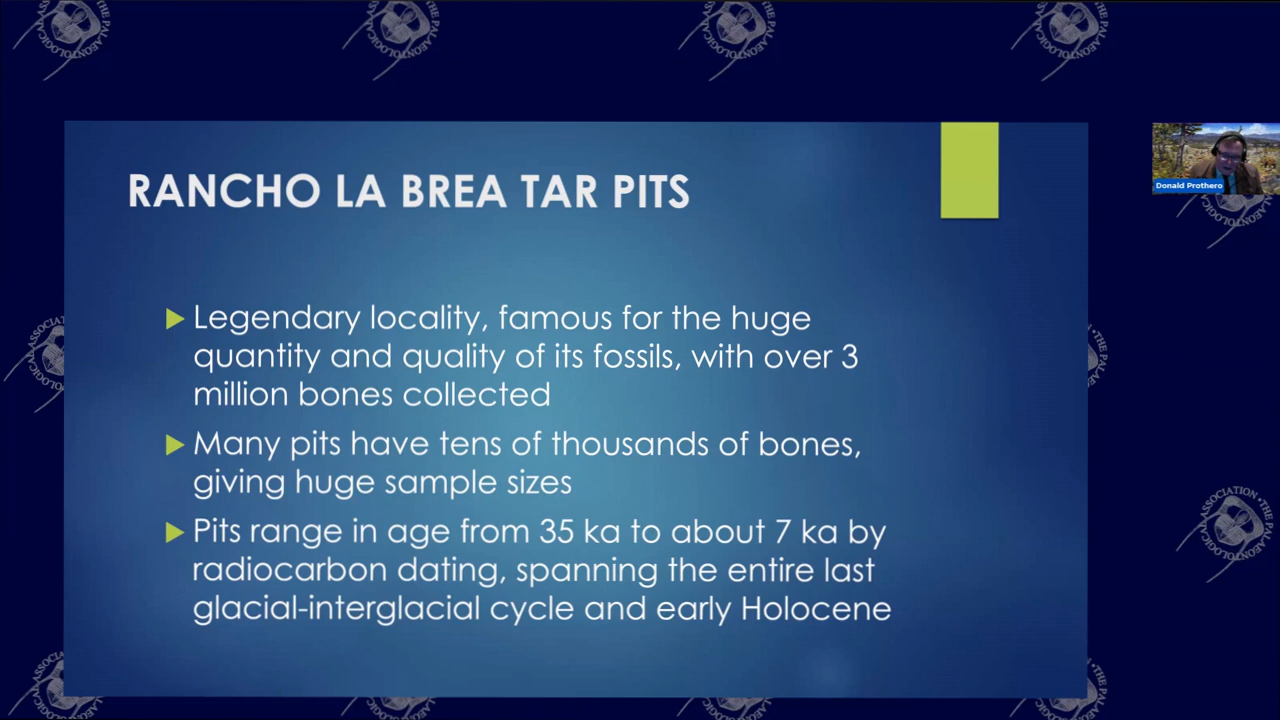 RANCHO LA BREA TAR PITS
Legendary locality, famous for the huge
quantity and quality of its fossils, with over 3
million bones collected
Many pits have tens of thousands of bones,
giving huge sample sizes
Pits range in age from 35 ka to about 7 ka by
radiocarbon dating, spanning the entire last
glacial-interglacial cycle and early Holocene
Donald Prothero
THE PALAEONTOLOGICAL ASSOCIATION